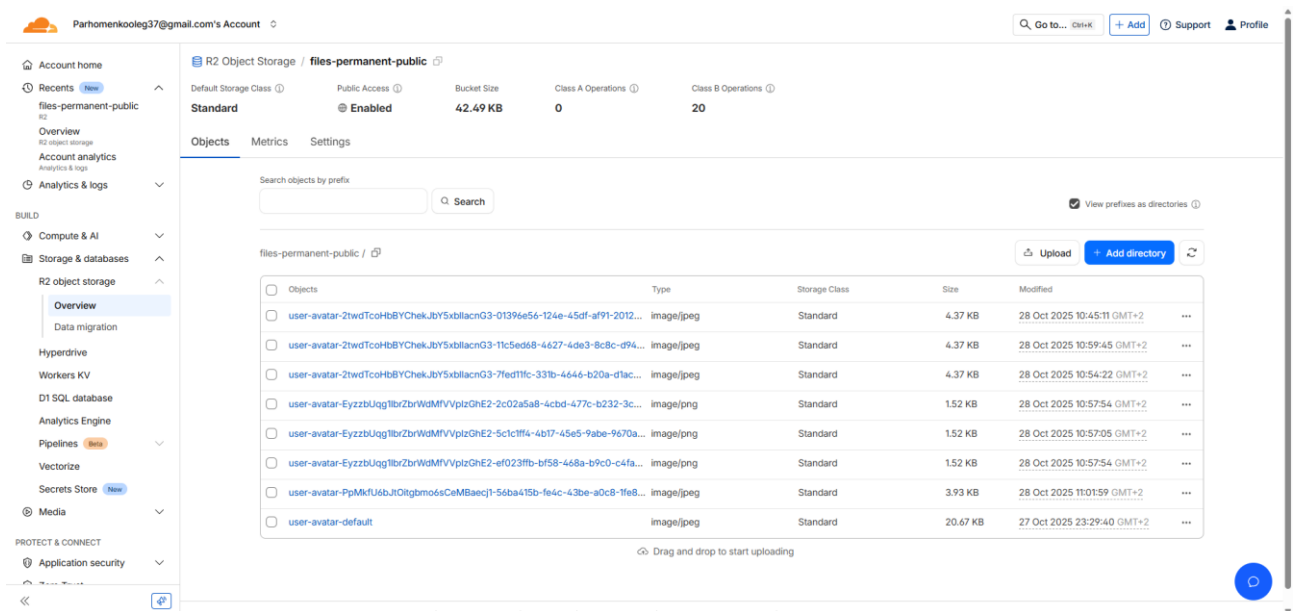 Parhomenkooleg37@gmail.com's Account
Go to... Ctrl+K
+ Add
Support
Profile
Account home
Recents New
files-permanent-public
R2
Overview
R2 object storage
Account analytics
Analytics & logs
Analytics & logs
BUILD
Compute & AI
Storage & databases
R2 object storage
Overview
Data migration
Hyperdrive
Workers KV
D1 SQL database
Analytics Engine
Pipelines Beta
Vectorize
Secrets Store New
Media
PROTECT & CONNECT
Application security
R2 Object Storage / files-permanent-public
Default Storage Class Public Access Bucket Size Class A Operations Class B Operations
Standard Enabled 42.49 KB 0 20
Objects Metrics Settings
Search objects by prefix
Search
View prefixes as directories
files-permanent-public /
Upload
+ Add directory
Objects Type Storage Class Size Modified
user-avatar-2twdTcoHbBYChekJbY5xbllacnG3-01396e56-124e-45df-af91-2012... image/jpeg Standard 4.37 KB 28 Oct 2025 10:45:11 GMT+2
user-avatar-2twdTcoHbBYChekJbY5xbllacnG3-11c5ed68-4627-4de3-8c8c-d94... image/jpeg Standard 4.37 KB 28 Oct 2025 10:59:45 GMT+2
user-avatar-2twdTcoHbBYChekJbY5xbllacnG3-7fed11fc-331b-4646-b20a-d1ac... image/jpeg Standard 4.37 KB 28 Oct 2025 10:54:22 GMT+2
user-avatar-EyzzbUqg1lbrZbrWdMfVVpIzGhE2-2c02a5a8-4cbd-477c-b232-3c... image/png Standard 1.52 KB 28 Oct 2025 10:57:54 GMT+2
user-avatar-EyzzbUqg1lbrZbrWdMfVVpIzGhE2-5c1c1ff4-4b17-45e5-9abe-9670a... image/png Standard 1.52 KB 28 Oct 2025 10:57:05 GMT+2
user-avatar-EyzzbUqg1lbrZbrWdMfVVpIzGhE2-ef023ffb-bf58-468a-b9c0-c4fa... image/png Standard 1.52 KB 28 Oct 2025 10:57:54 GMT+2
user-avatar-PpMkfU6bJtOitgbmo6sCeMBaecj1-56ba415b-fe4c-43be-a0c8-1fe8... image/jpeg Standard 3.93 KB 28 Oct 2025 11:01:59 GMT+2
user-avatar-default image/jpeg Standard 20.67 KB 27 Oct 2025 23:29:40 GMT+2
Drag and drop to start uploading